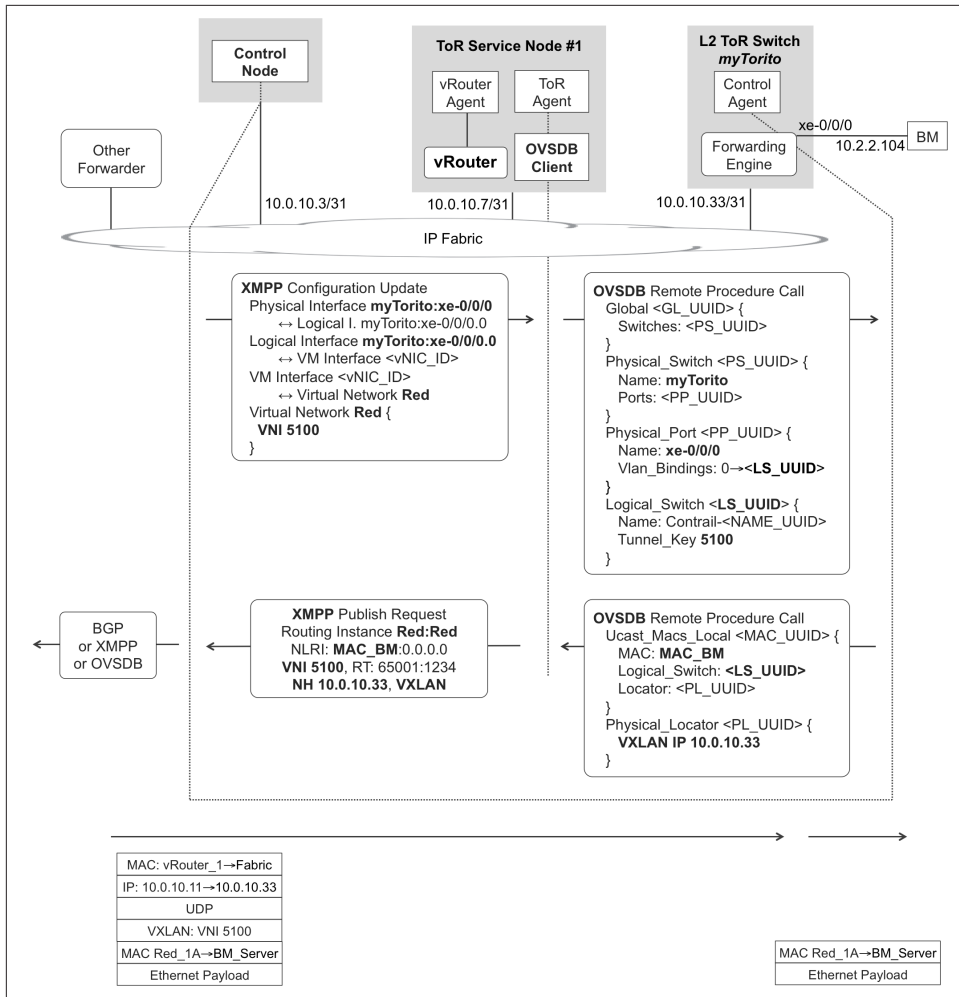 Control
Node
ToR Service Node #1
vRouter
Agent
ToR
Agent
vRouter
OVSDB
Client
L2 ToR Switch
myTorito
Control
Agent
Forwarding
Engine
xe-0/0/0
10.2.2.104
BM
Other
Forwarder
10.0.10.3/31
10.0.10.7/31
10.0.10.33/31
IP Fabric
XMPP Configuration Update
Physical Interface myTorito:xe-0/0/0
↔ Logical I. myTorito:xe-0/0/0.0
Logical Interface myTorito:xe-0/0/0.0
↔ VM Interface <vNIC_ID>
VM Interface <vNIC_ID>
↔ Virtual Network Red
Virtual Network Red {
VNI 5100
}
OVSDB Remote Procedure Call
Global <GL_UUID> {
Switches: <PS_UUID>
}
Physical_Switch <PS_UUID> {
Name: myTorito
Ports: <PP_UUID>
}
Physical_Port <PP_UUID> {
Name: xe-0/0/0
Vlan_Bindings: 0→<LS_UUID>
}
Logical_Switch <LS_UUID> {
Name: Contrail-<NAME_UUID>
Tunnel_Key 5100
}
BGP
or XMPP
or OVSDB
XMPP Publish Request
Routing Instance Red:Red
NLRI: MAC_BM:0.0.0.0
VNI 5100, RT: 65001:1234
NH 10.0.10.33, VXLAN
OVSDB Remote Procedure Call
Ucast_Macs_Local <MAC_UUID> {
MAC: MAC_BM
Logical_Switch: <LS_UUID>
Locator: <PL_UUID>
}
Physical_Locator <PL_UUID> {
VXLAN IP 10.0.10.33
}
MAC: vRouter_1→Fabric
IP: 10.0.10.11→10.0.10.33
UDP
VXLAN: VNI 5100
MAC Red_1A→BM_Server
Ethernet Payload
MAC Red_1A→BM_Server
Ethernet Payload